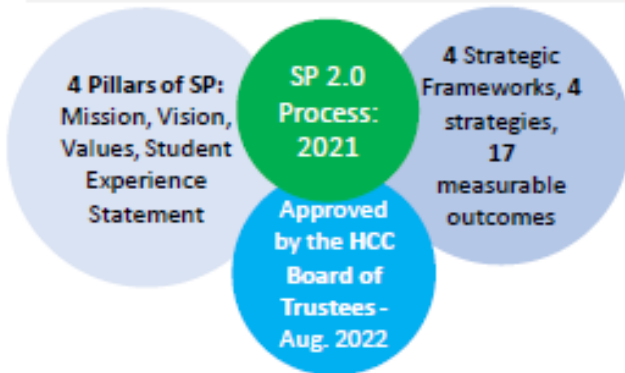 4 Pillars of SP:
Mission, Vision,
Values, Student
Experience
Statement
SP 2.0
Process:
2021
4 Strategic
Frameworks, 4
strategies,
17
measurable
outcomes
Approved
by the HCC
Board of
Trustees -
Aug. 2022